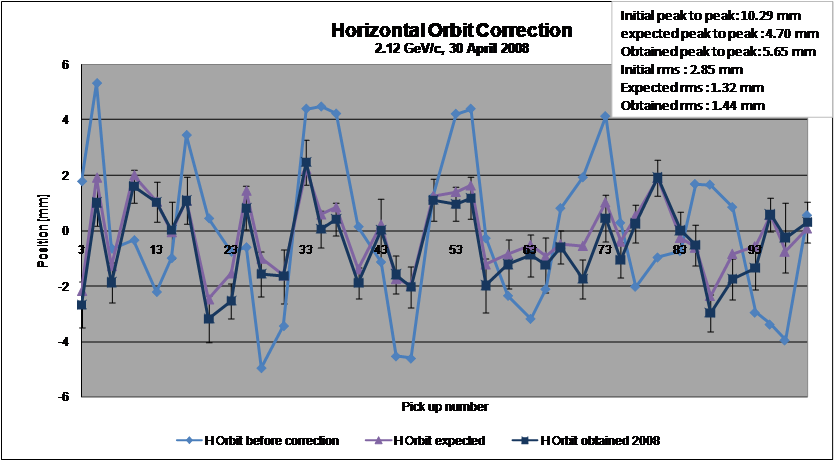 Horizontal Orbit Correction
2.12 GeV/c, 30 April 2008
Initial peak to peak: 10.29 mm
expected peak to peak : 4.70 mm
Obtained peak to peak: 5.65 mm
Initial rms : 2.85 mm
Expected rms : 1.32 mm
Obtained rms : 1.44 mm
6
4
2
0
-2
-4
-6
Position [mm]
3 13 23 33 43 53 63 73 83 93
Pick up number
H Orbit before correction H Orbit expected H Orbit obtained 2008